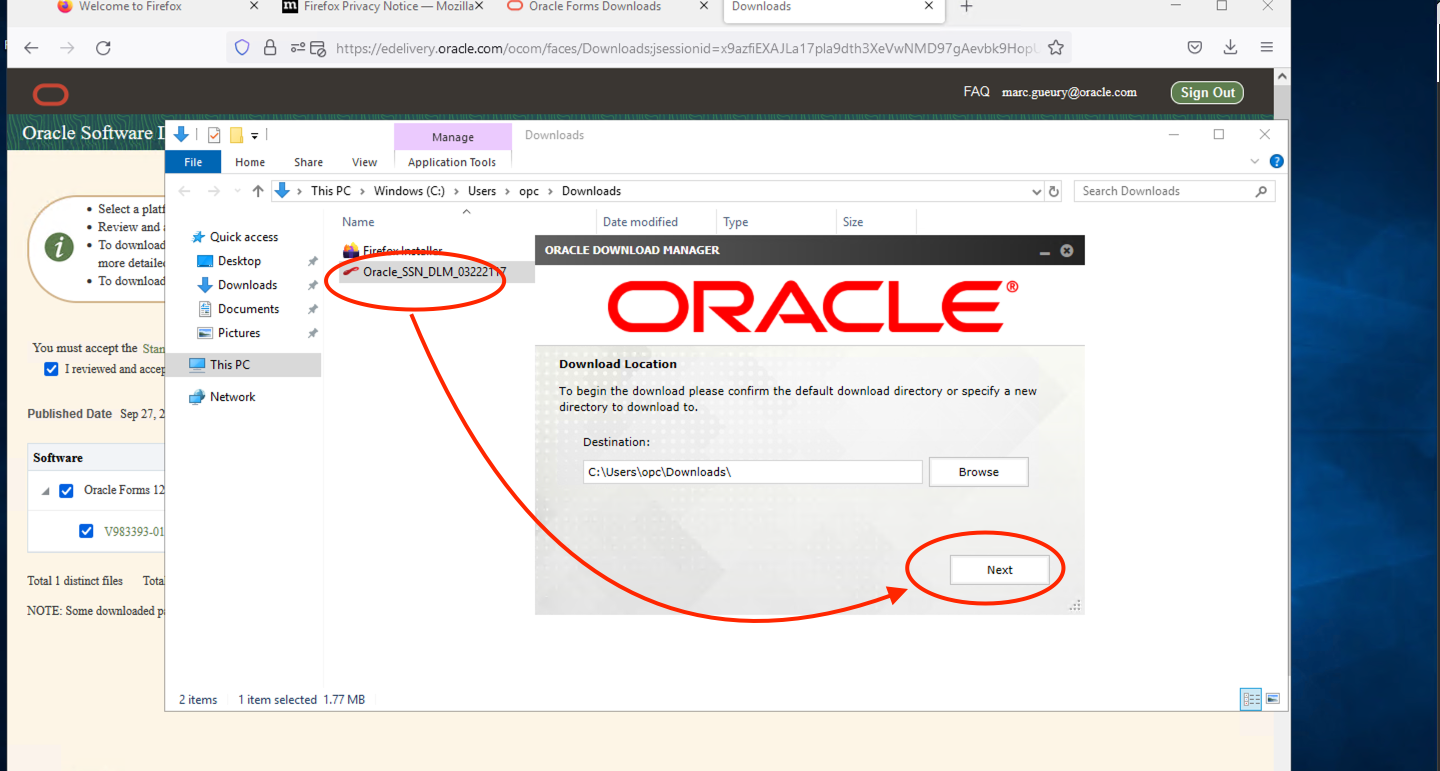 Welcome to Firefox
m Firefox Privacy Notice — Mozilla
Oracle Forms Downloads
Downloads
https://edelivery.oracle.com/ocom/faces/Downloads;jsessionid=x9azfiEXAJLa17pla9dth3XeVwNMD97gAevbk9HopU
FAQ marc.gueury@oracle.com Sign Out
Oracle Software D
Manage Downloads
File Home Share View Application Tools
This PC > Windows (C:) > Users > opc > Downloads
Search Downloads
Name Date modified Type Size
Select a platf
Review and
To download
more detailed
To download
Quick access
Desktop
Downloads
Documents
Pictures
This PC
Network
Firefox Installer
Oracle_SSN_DLM_03222117
ORACLE DOWNLOAD MANAGER
ORACLE®
Download Location
To begin the download please confirm the default download directory or specify a new
directory to download to.
Destination:
C:\Users\opc\Downloads\
Browse
Next
You must accept the Stan
I reviewed and accep
Published Date Sep 27, 2
Software
Oracle Forms 12
V983393-01
Total 1 distinct files Tota
NOTE: Some downloaded p
2 items 1 item selected 1.77 MB